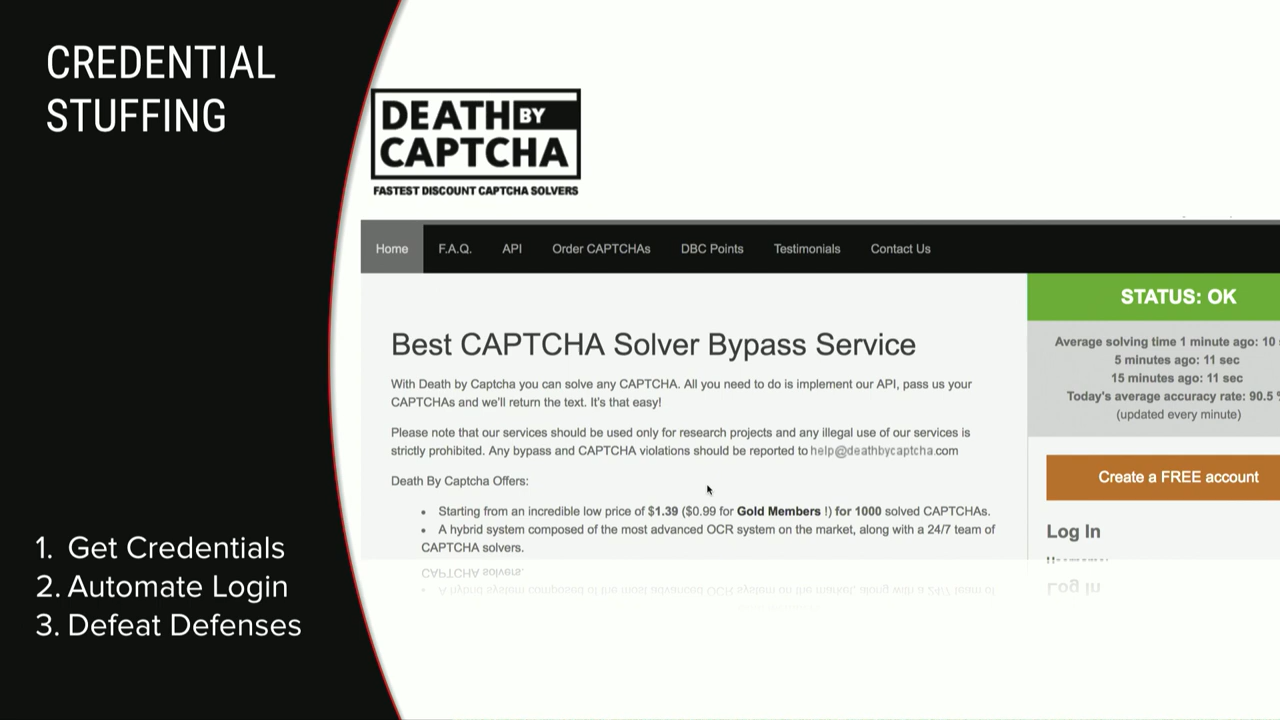 CREDENTIAL
STUFFING
1. Get Credentials
2. Automate Login
3. Defeat Defenses
DEATH BY
CAPTCHA
FASTEST DISCOUNT CAPTCHA SOLVERS
Home F.A.Q. API Order CAPTCHAs DBC Points Testimonials Contact Us
Best CAPTCHA Solver Bypass Service
With Death by Captcha you can solve any CAPTCHA. All you need to do is implement our API, pass us your
CAPTCHAs and we'll return the text. It's that easy!
Please note that our services should be used only for research projects and any illegal use of our services is
strictly prohibited. Any bypass and CAPTCHA violations should be reported to help@deathbycaptcha.com
Death By Captcha Offers:
• Starting from an incredible low price of $1.39 ($0.99 for Gold Members !) for 1000 solved CAPTCHAs.
• A hybrid system composed of the most advanced OCR system on the market, along with a 24/7 team of
CAPTCHA solvers.
STATUS: OK
Average solving time 1 minute ago: 10
5 minutes ago: 11 sec
15 minutes ago: 11 sec
Today's average accuracy rate: 90.5
(updated every minute)
Create a FREE account
Log In